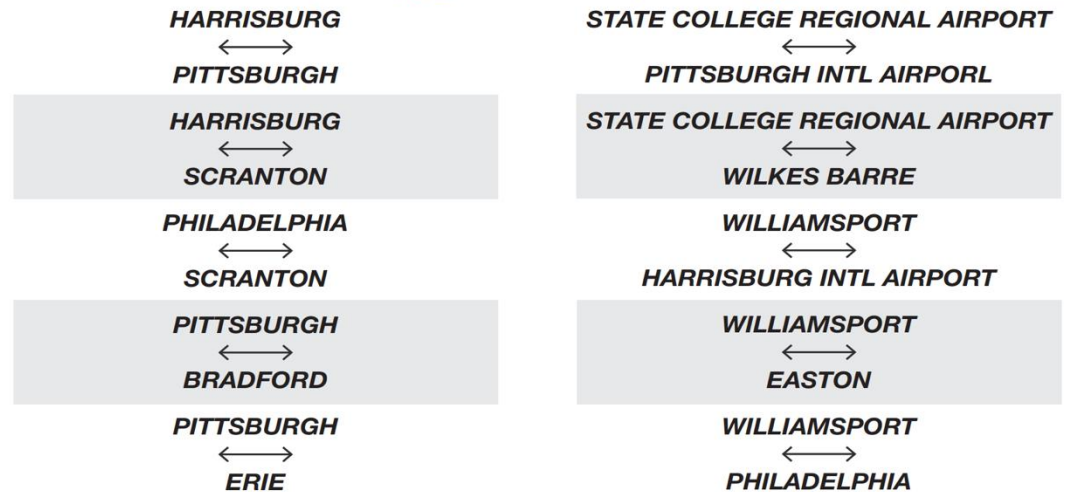 HARRISBURG
↔
PITTSBURGH
HARRISBURG
↔
SCRANTON
PHILADELPHIA
↔
SCRANTON
PITTSBURGH
↔
BRADFORD
PITTSBURGH
↔
ERIE
STATE COLLEGE REGIONAL AIRPORT
↔
PITTSBURGH INTL AIRPORL
STATE COLLEGE REGIONAL AIRPORT
↔
WILKES BARRE
WILLIAMSPORT
↔
HARRISBURG INTL AIRPORT
WILLIAMSPORT
↔
EASTON
WILLIAMSPORT
↔
PHILADELPHIA